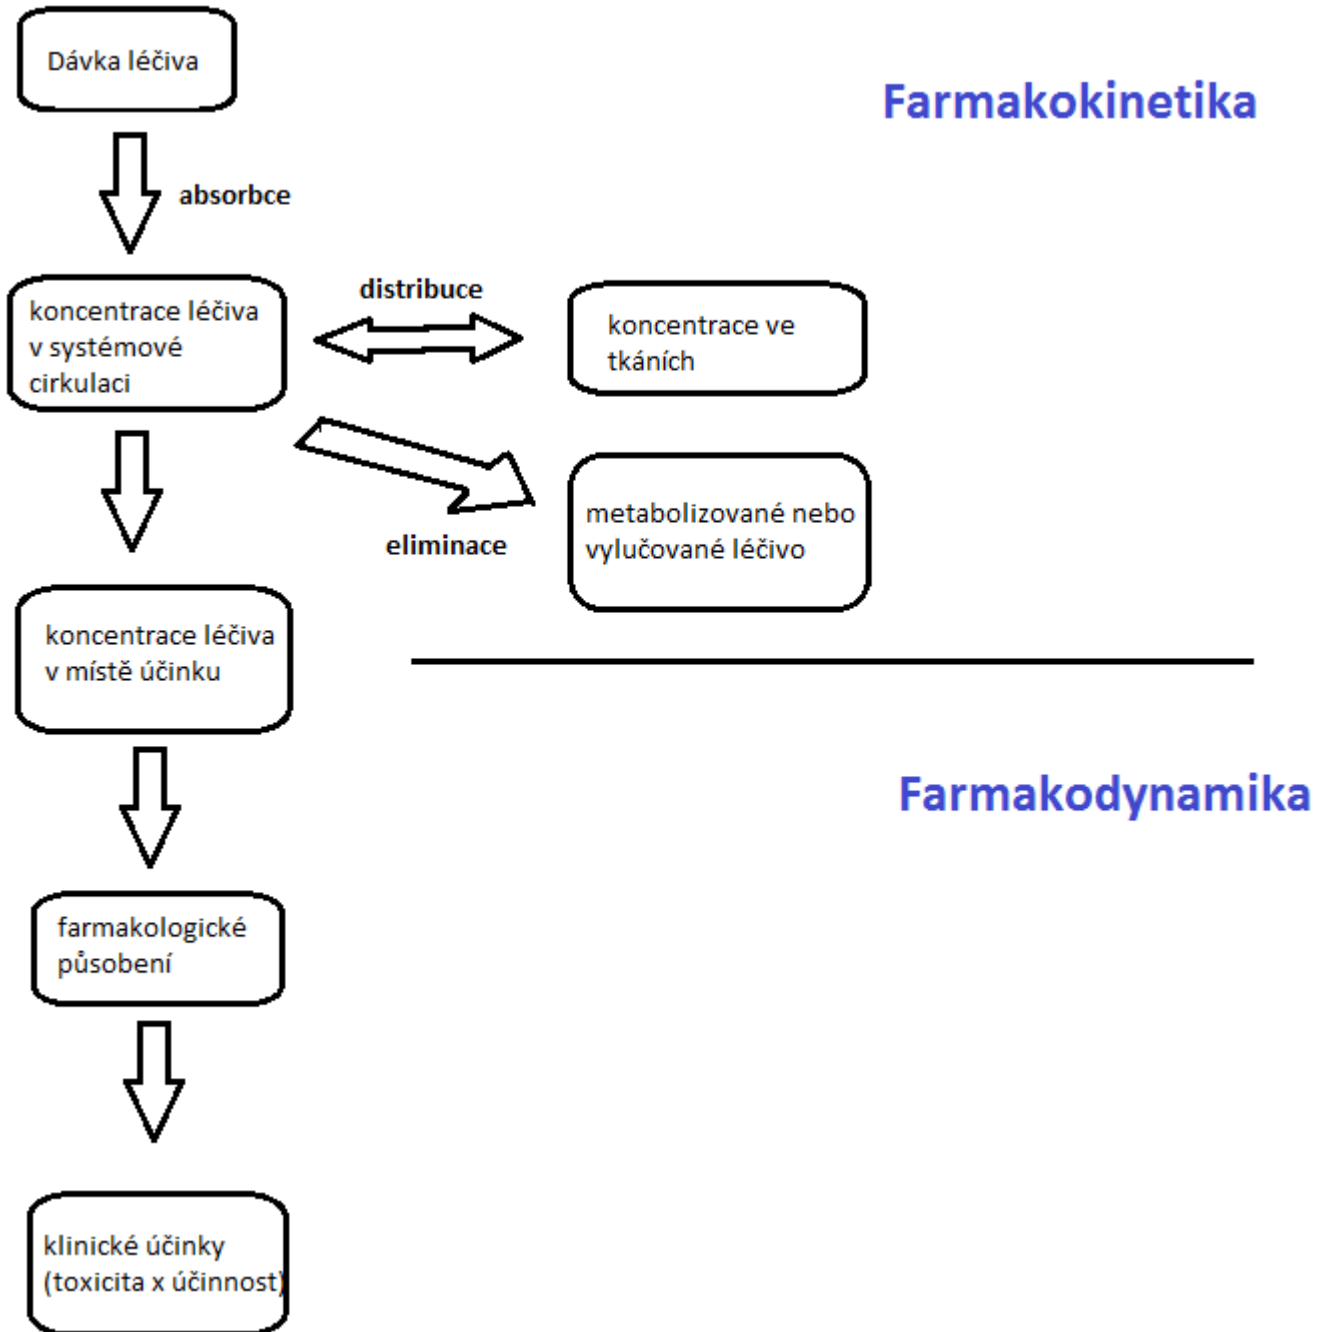 Dávka léčiva
Farmakokinetika
absorbce
koncentrace léčiva
v systémové
cirkulaci
distribuce
koncentrace ve
tkáních
eliminace
metabolizované nebo
vylučované léčivo
koncentrace léčiva
v místě účinku
Farmakodynamika
farmakologické
působení
klinické účinky
(toxicita x účinnost)